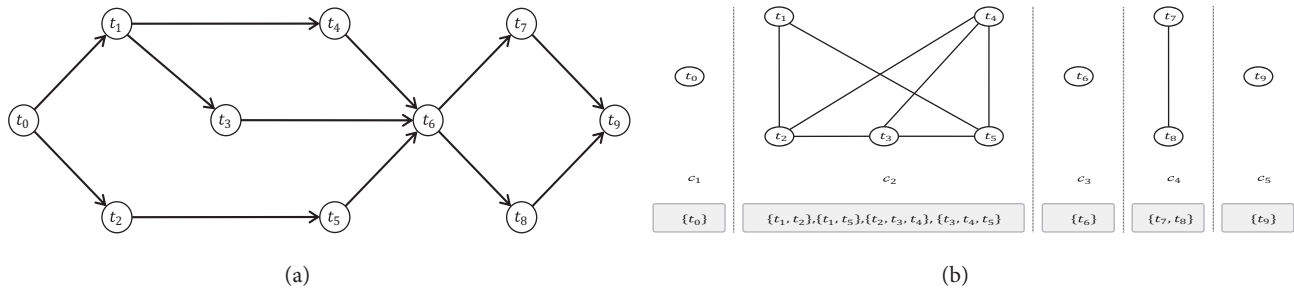 t₁ t₄ t₇
t₀ t₃ t₆ t₉
t₂ t₅ t₈
(a)
t₁ t₄ t₇
t₀ t₆ t₉
t₂ t₃ t₅ t₈
c₁ c₂ c₃ c₄ c₅
{t₀} {t₁, t₂},{t₁, t₅},{t₂, t₃, t₄}, {t₃, t₄, t₅} {t₆} {t₇, t₈} {t₉}
(b)